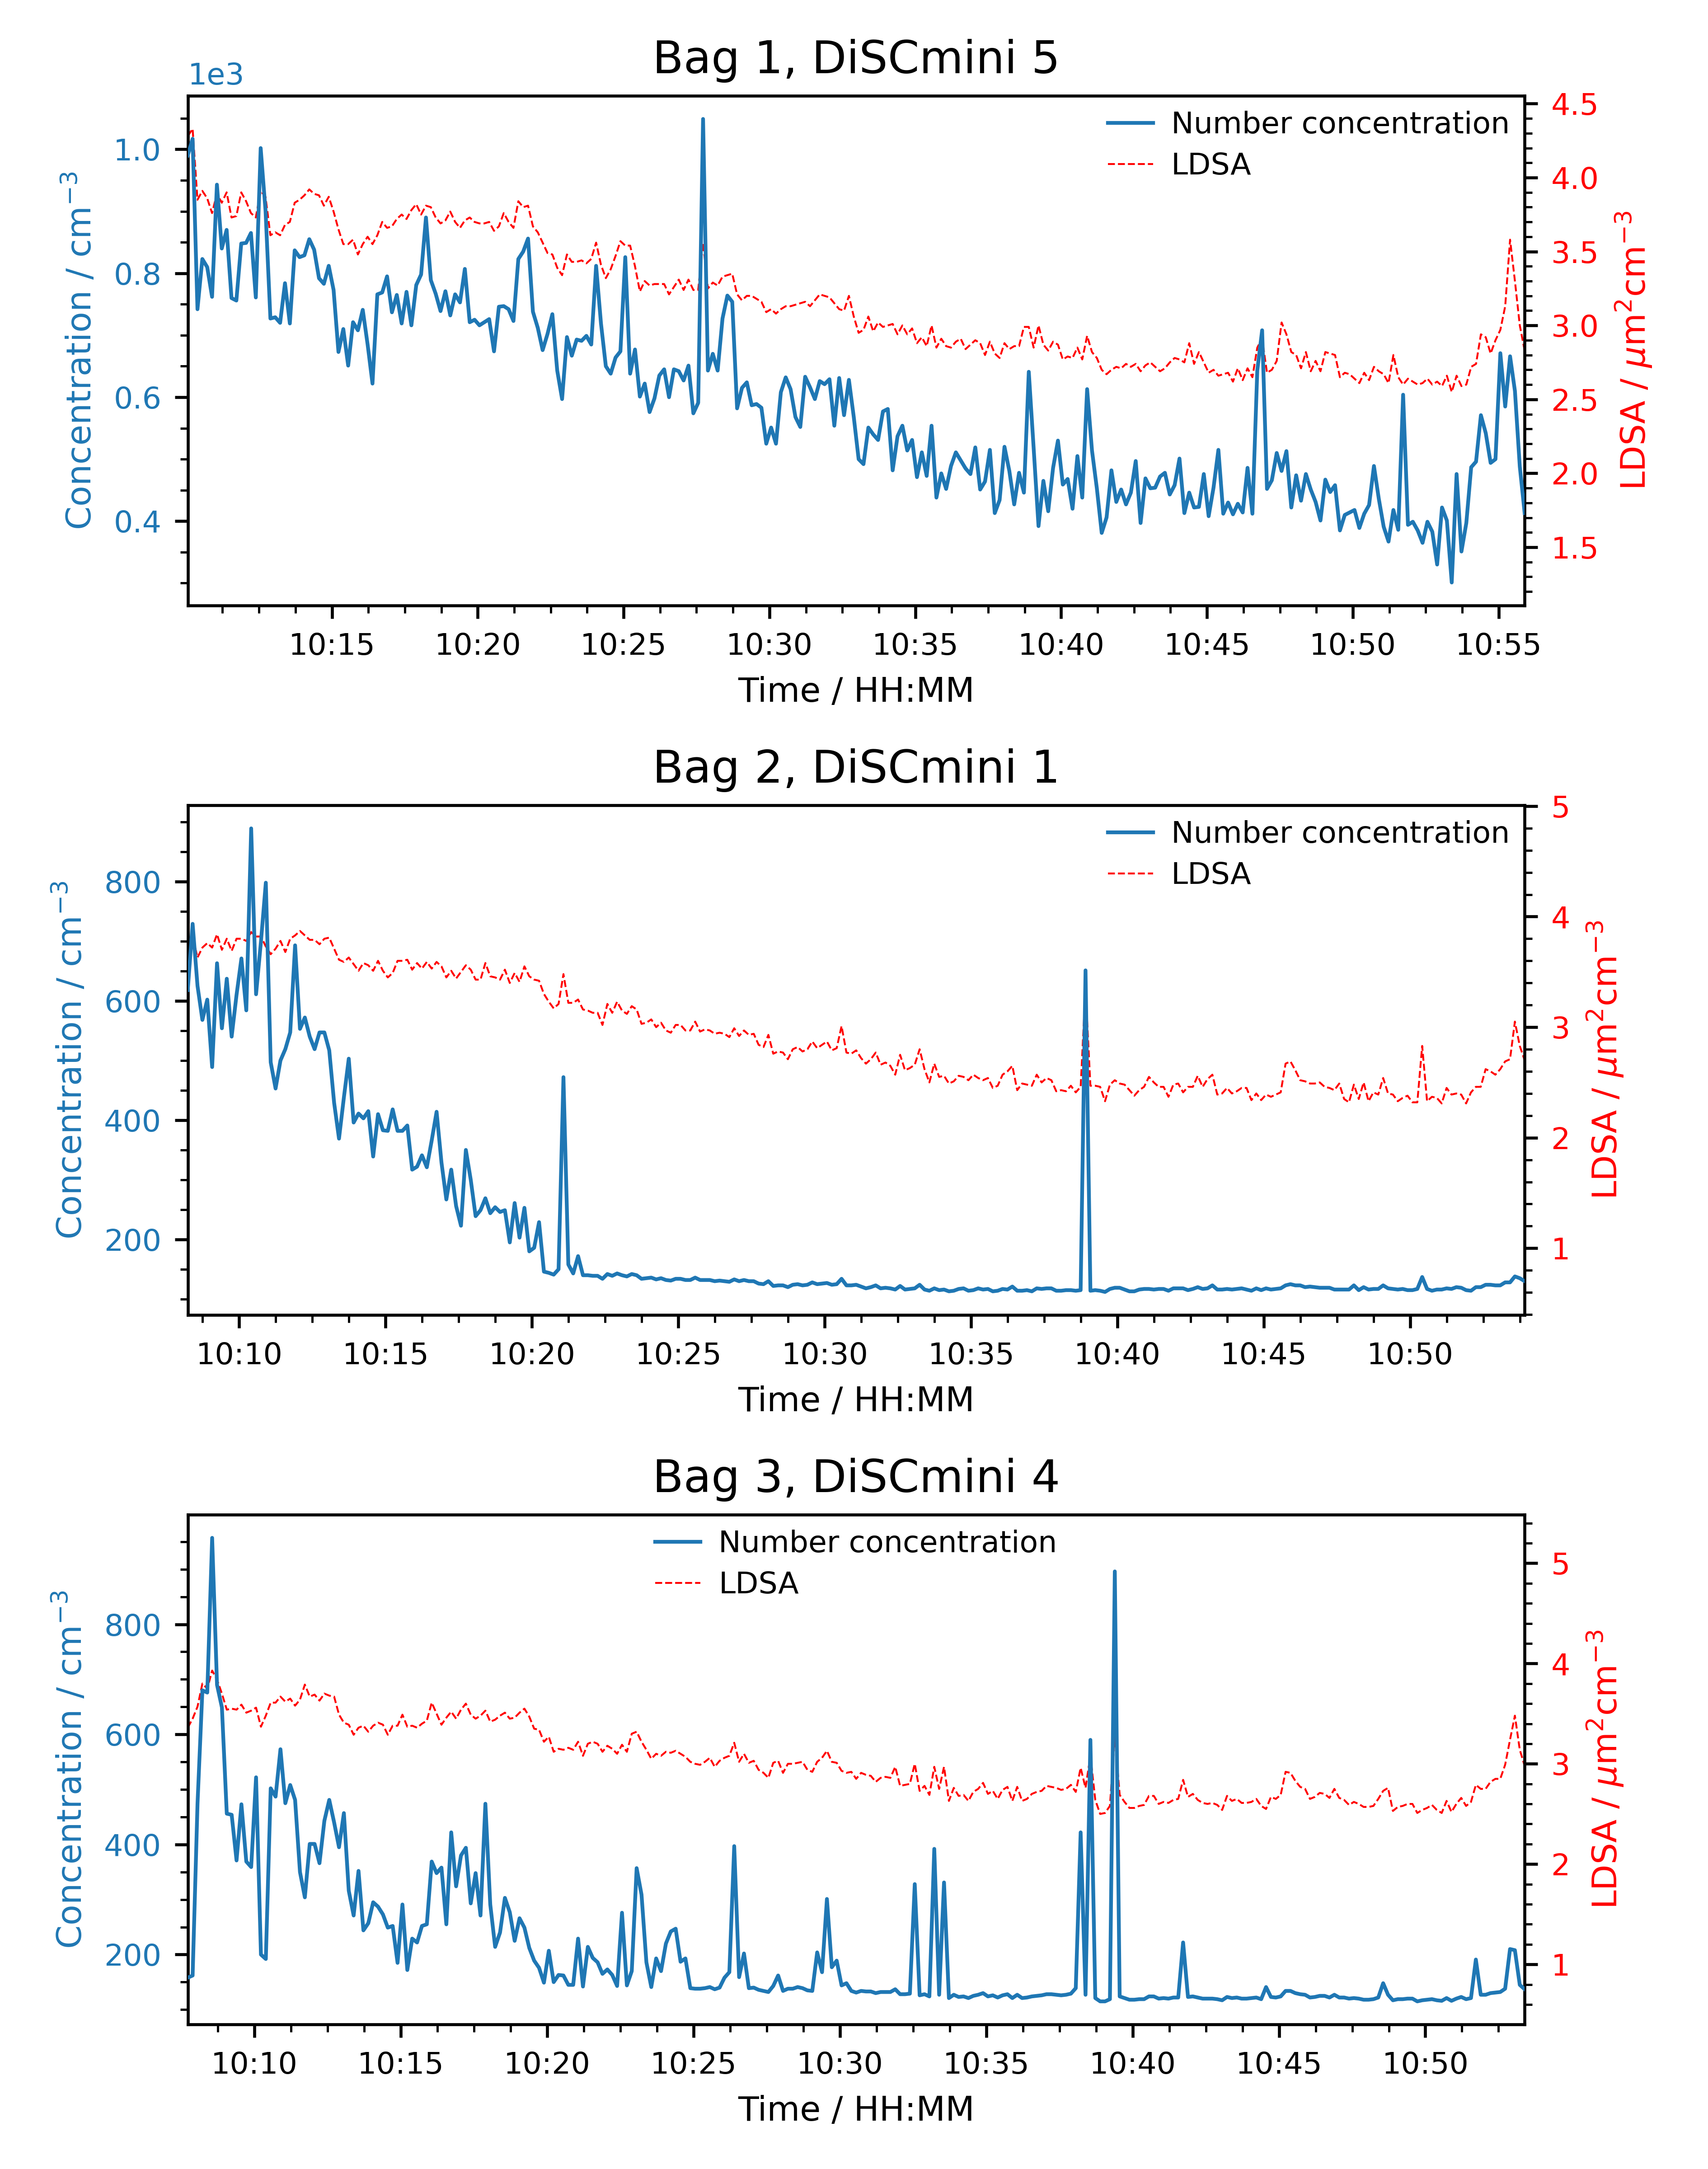 Bag 1, DiSCmini 5
1e3
Number concentration
LDSA
Concentration / cm⁻³
1.0
0.8
0.6
0.4
4.5
4.0
3.5
3.0
2.5
2.0
1.5
LDSA / μm²cm⁻³
10:15 10:20 10:25 10:30 10:35 10:40 10:45 10:50 10:55
Time / HH:MM
Bag 2, DiSCmini 1
Number concentration
LDSA
Concentration / cm⁻³
800
600
400
200
5
4
3
2
1
LDSA / μm²cm⁻³
10:10 10:15 10:20 10:25 10:30 10:35 10:40 10:45 10:50
Time / HH:MM
Bag 3, DiSCmini 4
Number concentration
LDSA
Concentration / cm⁻³
800
600
400
200
5
4
3
2
1
LDSA / μm²cm⁻³
10:10 10:15 10:20 10:25 10:30 10:35 10:40 10:45 10:50
Time / HH:MM